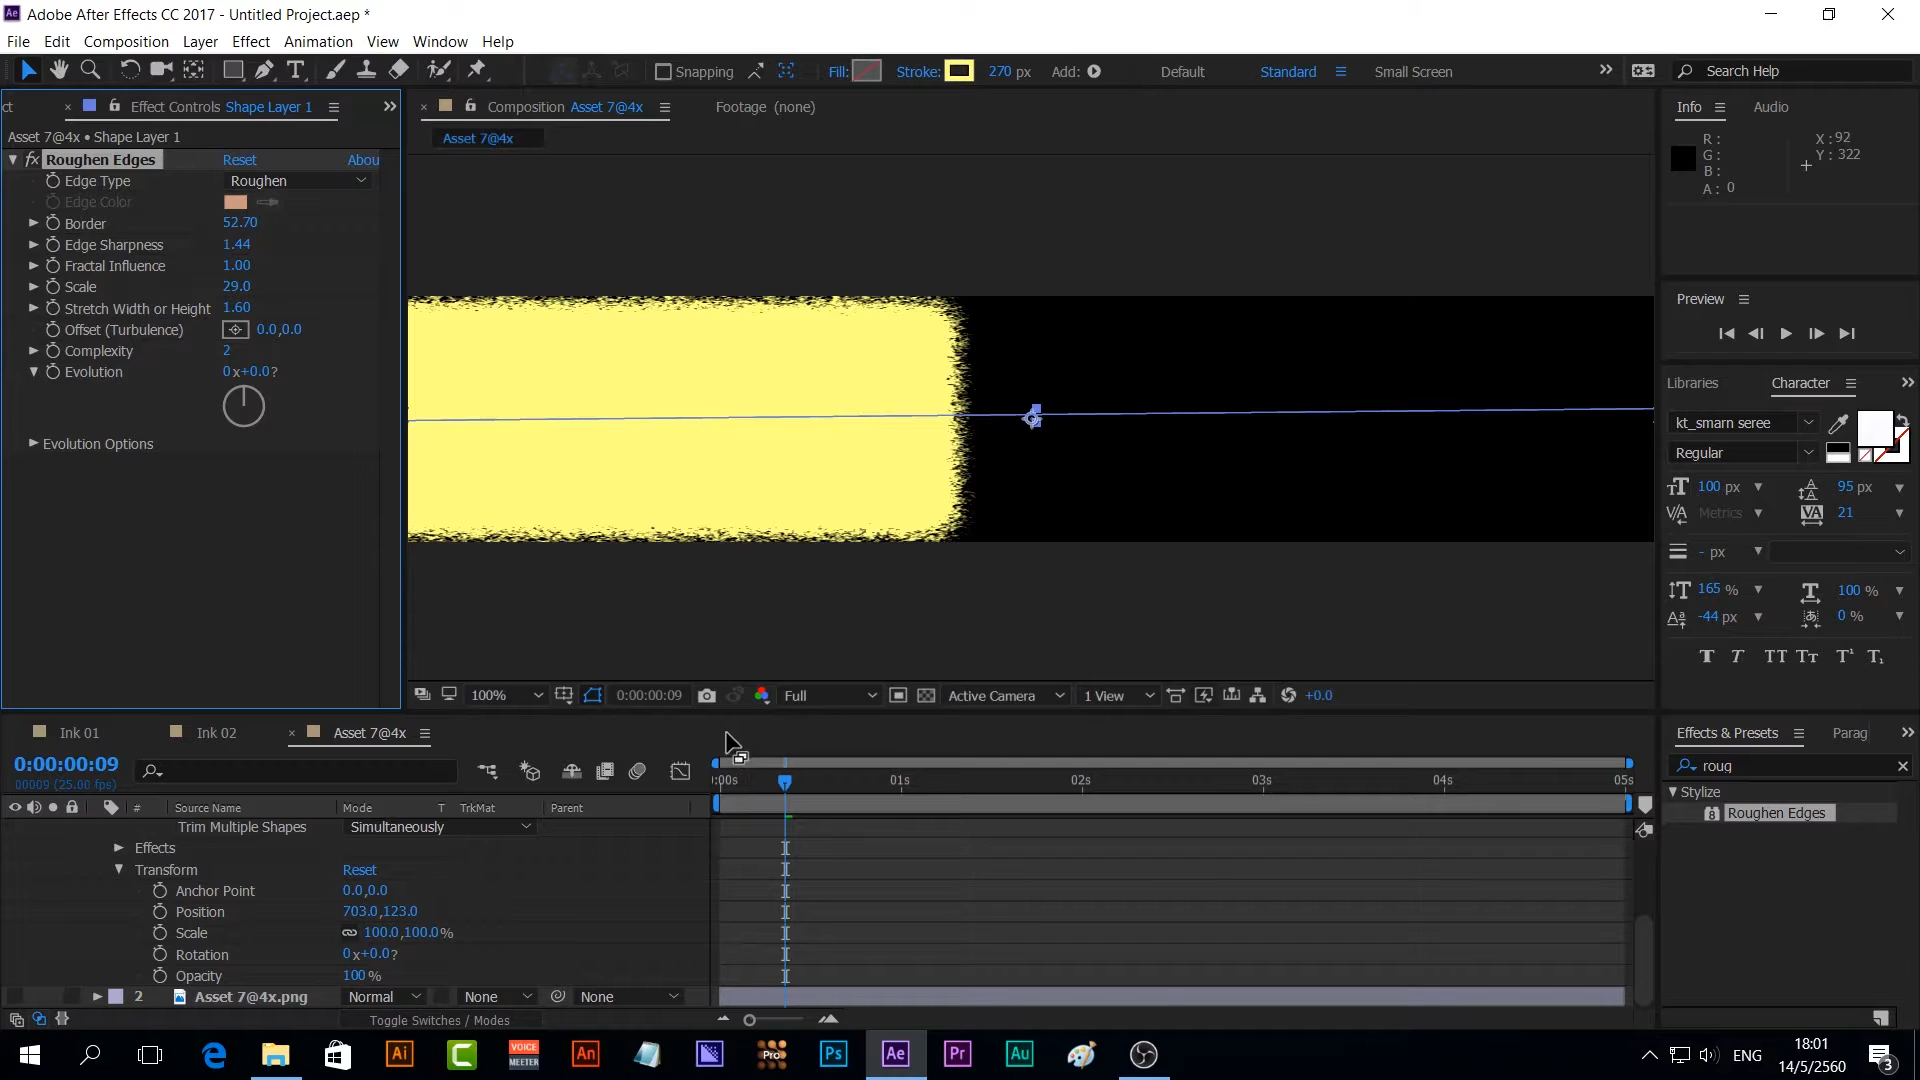 Adobe After Effects CC 2017 - Untitled Project.aep *
File Edit Composition Layer Effect Animation View Window Help
Snapping Fill: Stroke: 270 px Add: Default Standard Small Screen Search Help
ct × Effect Controls Shape Layer 1
Asset 7@4x • Shape Layer 1
fx Roughen Edges Reset Abou
Edge Type Roughen
Edge Color
Border 52.70
Edge Sharpness 1.44
Fractal Influence 1.00
Scale 29.0
Stretch Width or Height 1.60
Offset (Turbulence) 0.0,0.0
Complexity 2
Evolution 0x+0.0?
Evolution Options
× Composition Asset 7@4x Footage (none)
Asset 7@4x
100% 0:00:00:09 Full Active Camera 1 View +0.0
Info Audio
R: X: 92
G: Y: 322
B:
A: 0
Preview
Libraries Character
kt_smarn seree
Regular
100 px 95 px
Metrics 21
- px
165 % 100 %
-44 px 0 %
T T TT Tt T¹ T₁
Effects & Presets Parag
roug
Stylize
Roughen Edges
Ink 01 Ink 02 × Asset 7@4x
0:00:00:09
00009 (25.00 fps)
:00s 01s 02s 03s 04s 05s
# Source Name Mode T TrkMat Parent
Trim Multiple Shapes Simultaneously
Effects
Transform Reset
Anchor Point 0.0,0.0
Position 703.0,123.0
Scale 100.0,100.0%
Rotation 0x+0.0?
Opacity 100%
2 Asset 7@4x.png Normal None None
Toggle Switches / Modes
ENG 18:01
14/5/2560
3